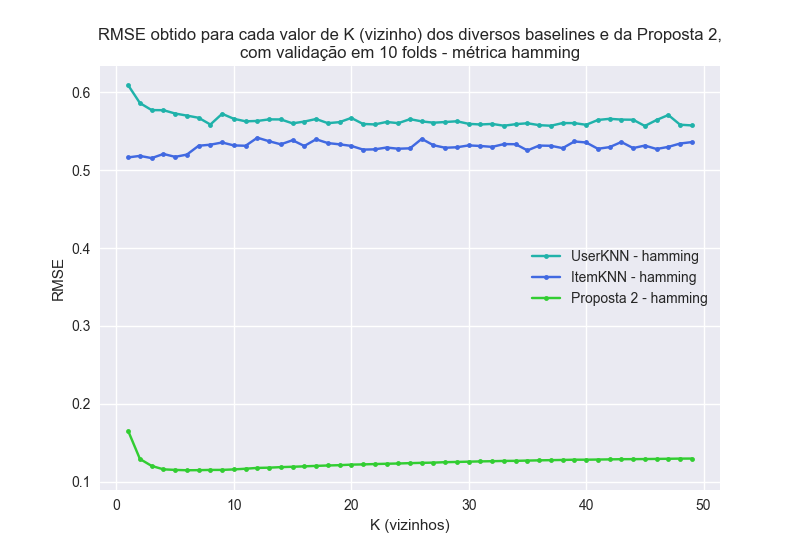 RMSE obtido para cada valor de K (vizinho) dos diversos baselines e da Proposta 2,
com validação em 10 folds - métrica hamming
0.6
0.5
0.4
0.3
0.2
0.1
RMSE
UserKNN - hamming
ItemKNN - hamming
Proposta 2 - hamming
0 10 20 30 40 50
K (vizinhos)